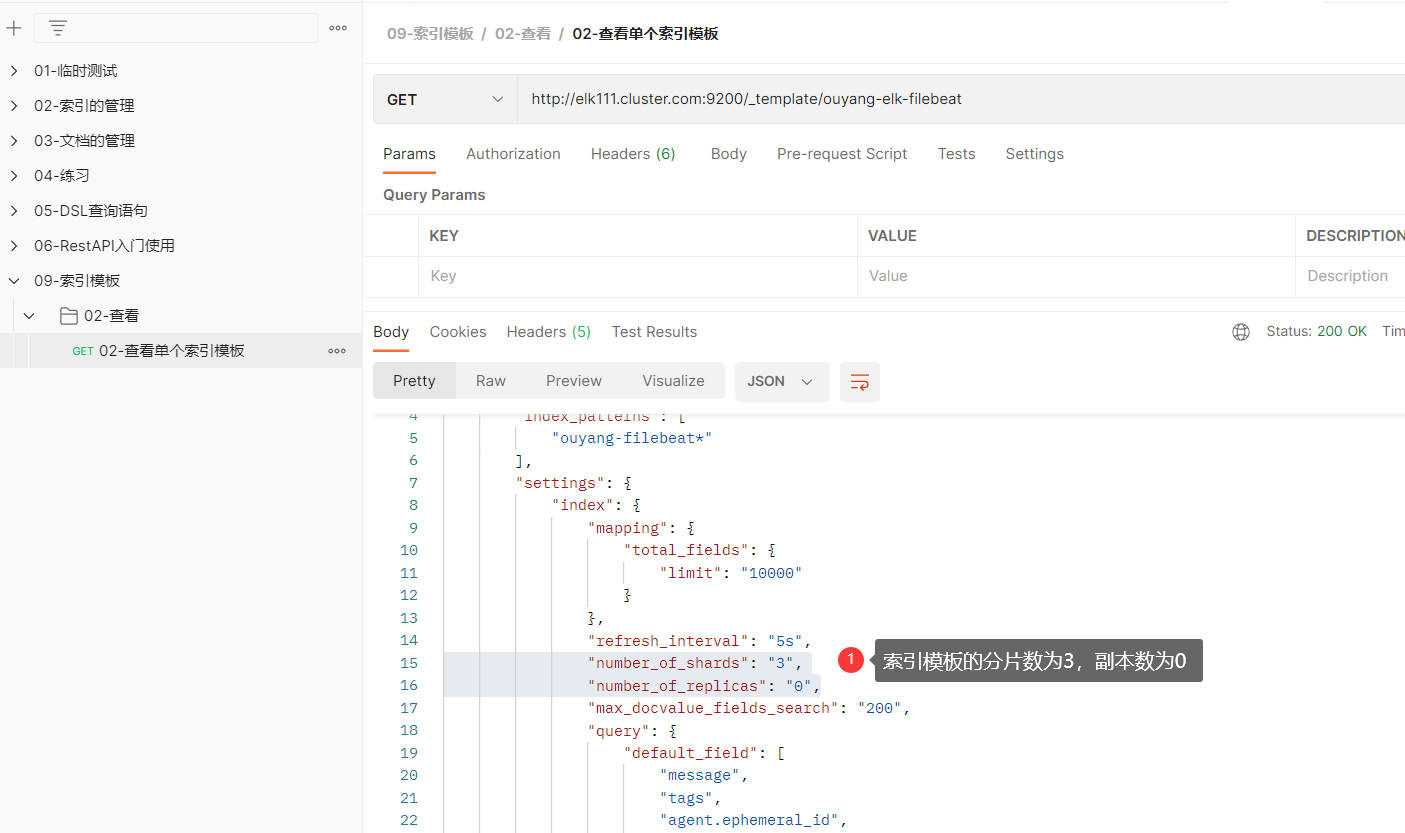 01-临时测试
02-索引的管理
03-文档的管理
04-练习
05-DSL查询语句
06-RestAPI入门使用
09-索引模板
02-查看
GET 02-查看单个索引模板
09-索引模板 / 02-查看 / 02-查看单个索引模板
GET http://elk111.cluster.com:9200/_template/ouyang-elk-filebeat
Params Authorization Headers (6) Body Pre-request Script Tests Settings
Query Params
KEY VALUE DESCRIPTION
Key Value Description
Body Cookies Headers (5) Test Results Status: 200 OK Tim
Pretty Raw Preview Visualize JSON
4 "index_patterns": [
5 "ouyang-filebeat*"
6 ],
7 "settings": {
8 "index": {
9 "mapping": {
10 "total_fields": {
11 "limit": "10000"
12 }
13 },
14 "refresh_interval": "5s",
15 "number_of_shards": "3",
16 "number_of_replicas": "0",
1 索引模板的分片数为3，副本数为0
17 "max_docvalue_fields_search": "200",
18 "query": {
19 "default_field": [
20 "message",
21 "tags",
22 "agent.ephemeral_id",